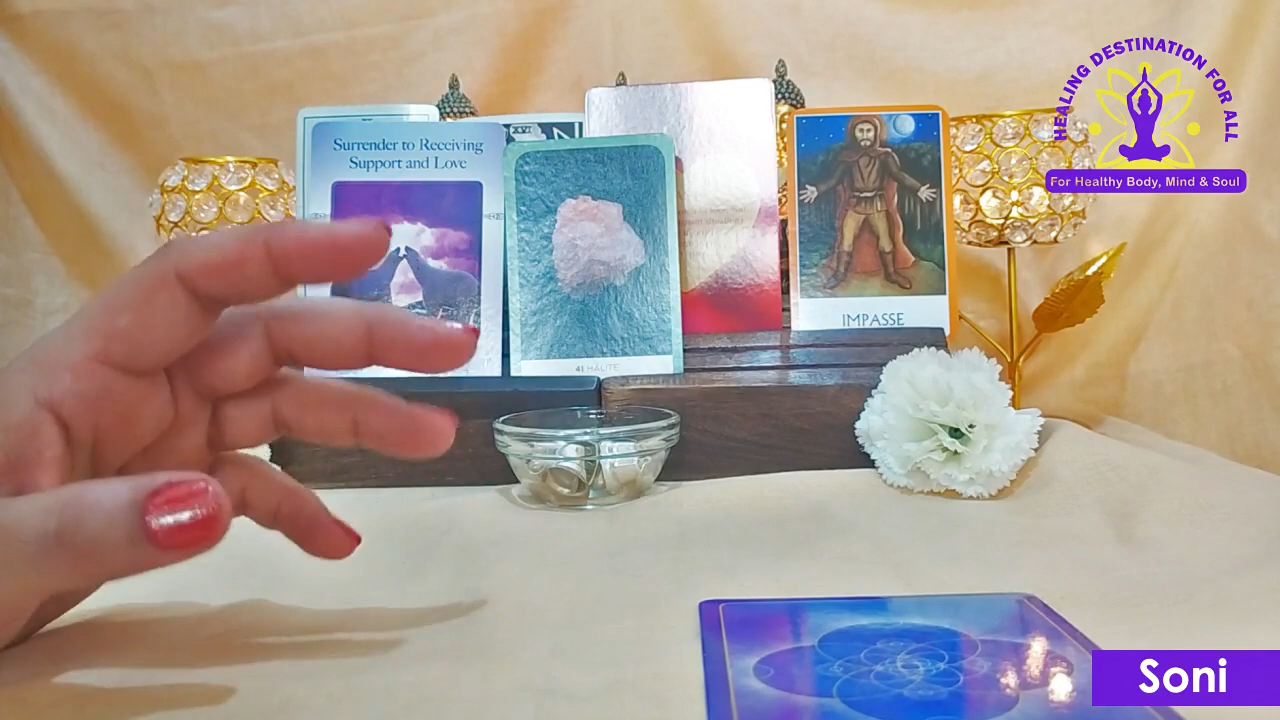 HEALING DESTINATION FOR ALL
For Healthy Body, Mind & Soul
Surrender to Receiving
Support and Love
XVI
41 HALITE
IMPASSE
Soni